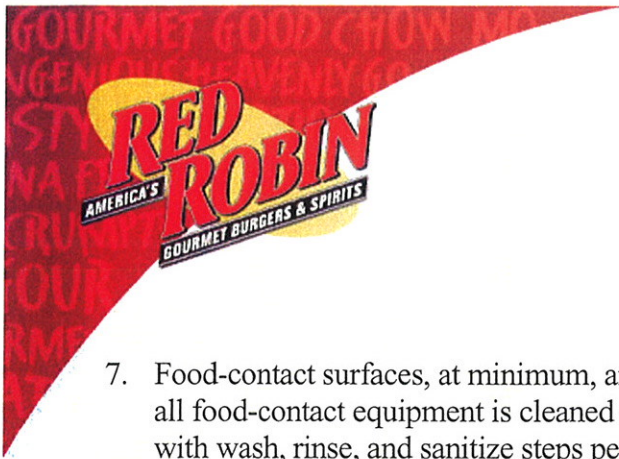 GOURMET GOOD CHOW
HEAVENLY
RED
ROBIN
AMERICA'S
GOURMET BURGERS & SPIRITS
7. Food-contact surfaces, at minimum, a
all food-contact equipment is cleaned
with wash, rinse, and sanitize steps pe